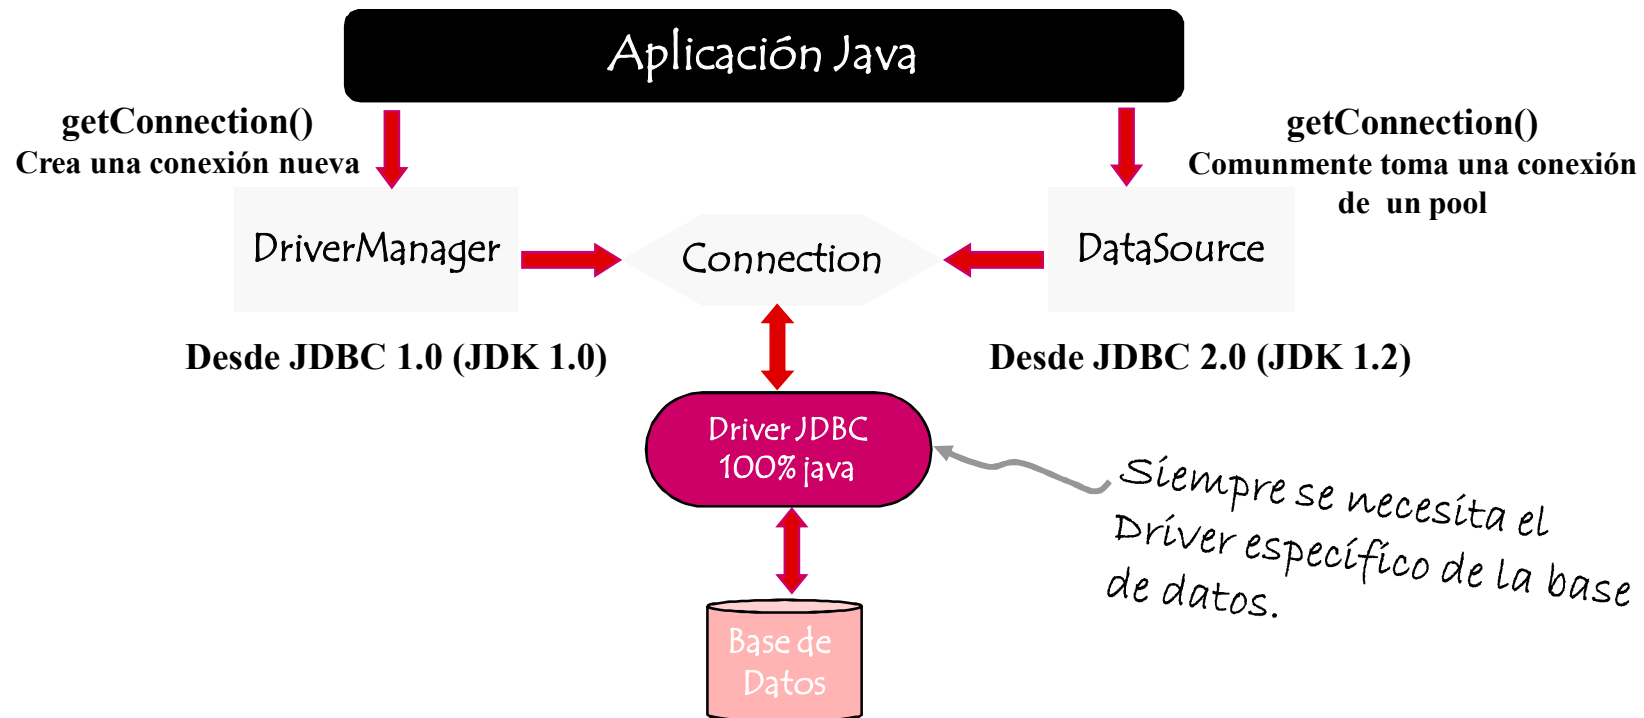 Aplicación Java
getConnection()
Crea una conexión nueva
getConnection()
Comunmente toma una conexión
de un pool
DriverManager
Connection
DataSource
Desde JDBC 1.0 (JDK 1.0)
Desde JDBC 2.0 (JDK 1.2)
Driver JDBC
100% java
Siempre se necesita el
Driver específico de la base
de datos.
Base de
Datos